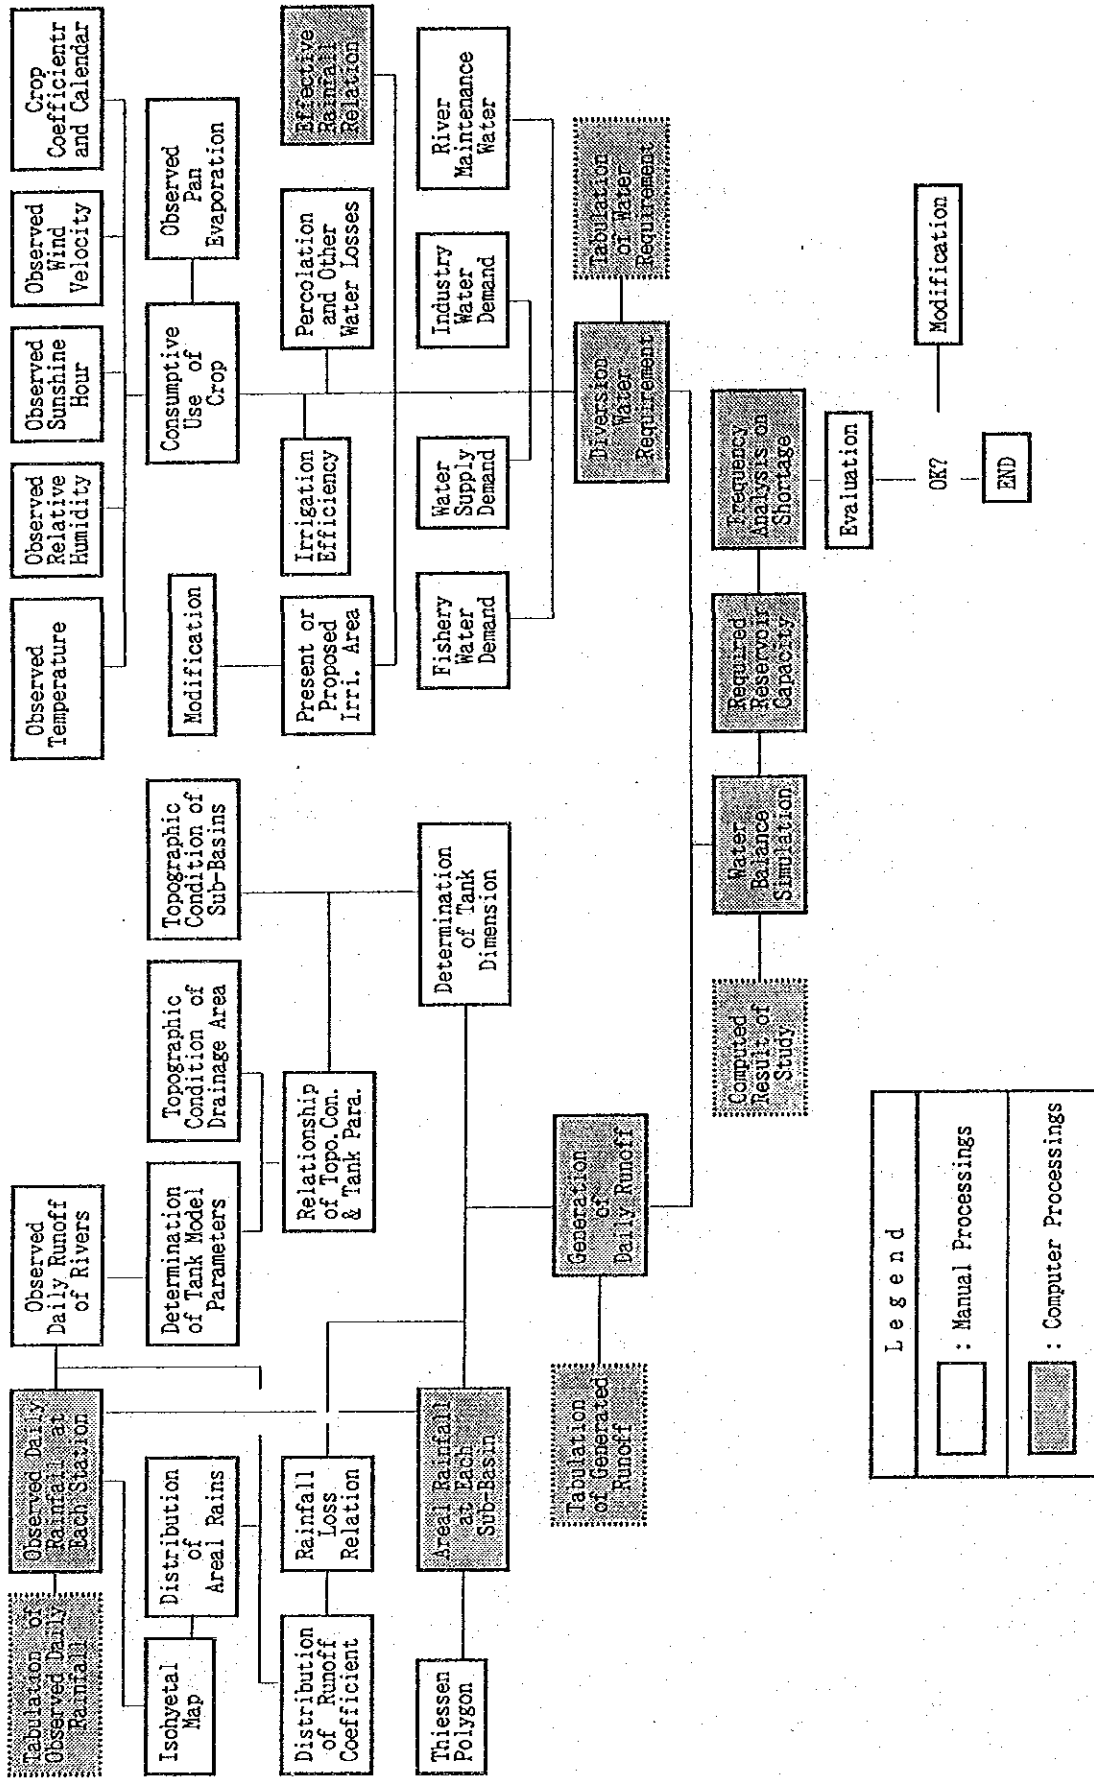 Tabulation of
Observed Daily
Rainfall
Observed Daily
Rainfall at
Each Station
Observed
Daily Runoff
of Rivers
Observed
Temperature
Observed
Relative
Humidity
Observed
Sunshine
Hour
Observed
Wind
Velocity
Crop
Coefficientr
and Calendar
Isohyetal
Map
Distribution
of
Areal Rains
Determination
of Tank Model
Parameters
Topographic
Condition of
Drainage Area
Topographic
Condition of
Sub-Basins
Modification
Consumptive
Use of
Crop
Observed
Pan
Evaporation
Distribution
of Runoff
Coefficient
Rainfall
Loss
Relation
Relationship
of Topo.Con.
& Tank Para.
Present or
Proposed
Irri. Area
Irrigation
Efficiency
Percolation
and Other
Water Losses
Effective
Rainfall
Relation
Thiessen
Polygon
Areal Rainfall
at Each
Sub-Basin
Determination
of Tank
Dimension
Fishery
Water
Demand
Water
Supply
Demand
Industry
Water
Demand
River
Maintenance
Water
Tabulation
of Generated
Runoff
Generation
of
Daily Runoff
Diversion
Water
Requirement
Tabulation
of Water
Requirement
Computed
Result of
Study
Water
Balance
Simulation
Required
Reservoir
Capacity
Frequency
Analysis on
Shortage
Evaluation
OK?
Modification
END
Legend
: Manual Processings
: Computer Processings